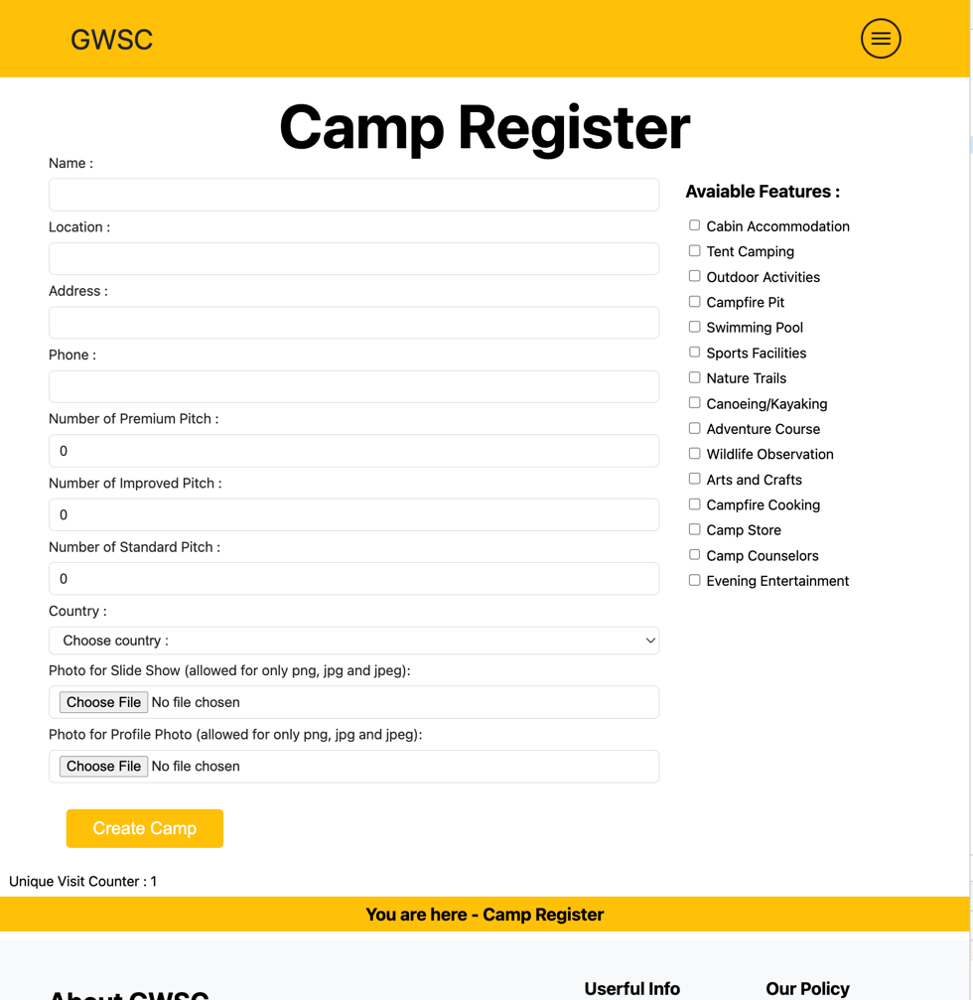 GWSC
Camp Register
Name :
Location :
Address :
Phone :
Number of Premium Pitch :
0
Number of Improved Pitch :
0
Number of Standard Pitch :
0
Country :
Choose country :
Photo for Slide Show (allowed for only png, jpg and jpeg):
Choose File No file chosen
Photo for Profile Photo (allowed for only png, jpg and jpeg):
Choose File No file chosen
Create Camp
Avaiable Features :
Cabin Accommodation
Tent Camping
Outdoor Activities
Campfire Pit
Swimming Pool
Sports Facilities
Nature Trails
Canoeing/Kayaking
Adventure Course
Wildlife Observation
Arts and Crafts
Campfire Cooking
Camp Store
Camp Counselors
Evening Entertainment
Unique Visit Counter : 1
You are here - Camp Register
About GWSC
Userful Info
Our Policy